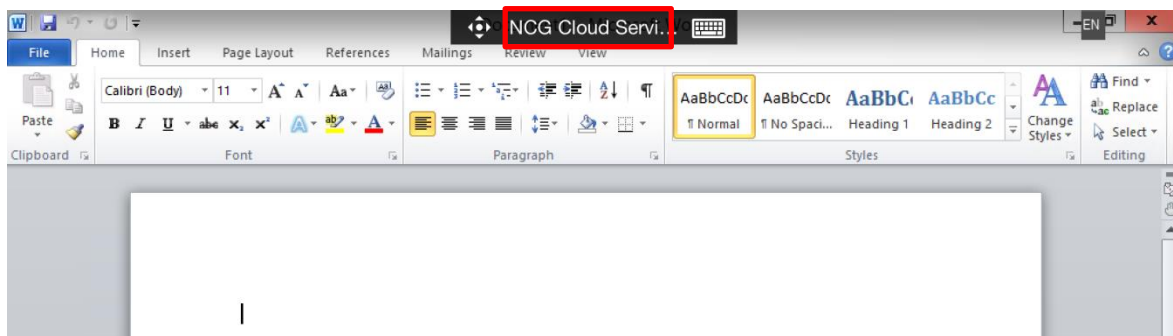 W NCG Cloud Servi... EN x
File Home Insert Page Layout References Mailings Review View ?
Calibri (Body) 11 A A Aa
Paste B I U abc x₂ x² A ab A
AaBbCcDc AaBbCcDc AaBbCc AaBbCc A
¶ Normal ¶ No Spaci... Heading 1 Heading 2 Change Styles
Find
Replace
Select
Clipboard Font Paragraph Styles Editing